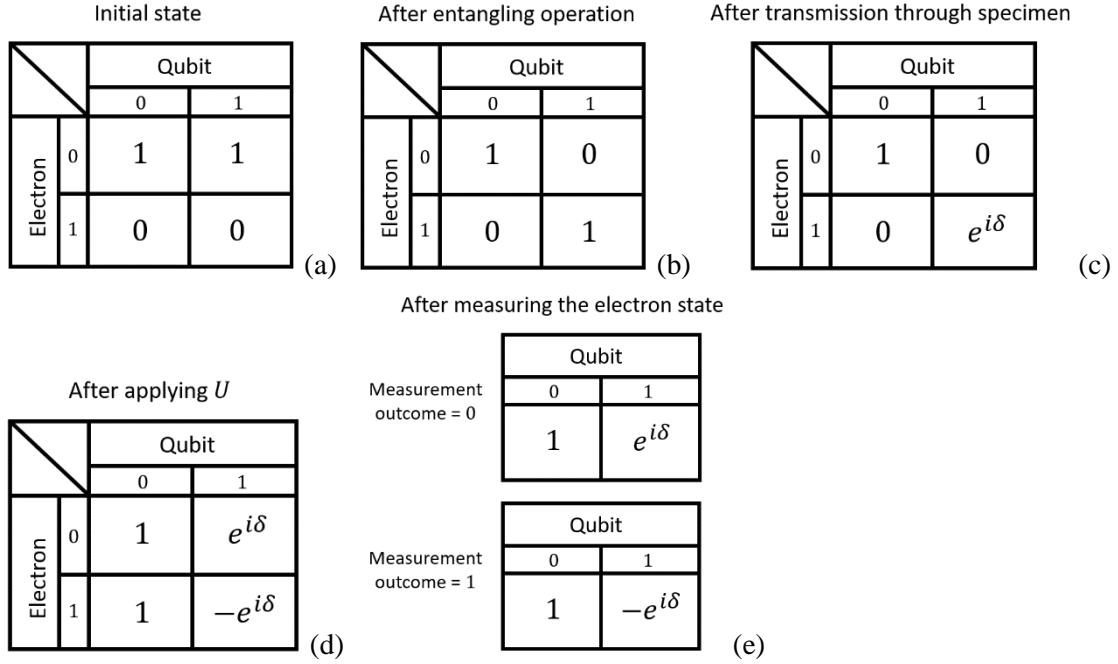 Initial state
Qubit
0 1
Electron
0 1 1
1 0 0
(a)
After entangling operation
Qubit
0 1
Electron
0 1 0
1 0 1
(b)
After transmission through specimen
Qubit
0 1
Electron
0 1 0
1 0 e^{iδ}
(c)
After applying U
Qubit
0 1
Electron
0 1 e^{iδ}
1 1 −e^{iδ}
(d)
After measuring the electron state
Measurement
outcome = 0
Qubit
0 1
1 e^{iδ}
Measurement
outcome = 1
Qubit
0 1
1 −e^{iδ}
(e)